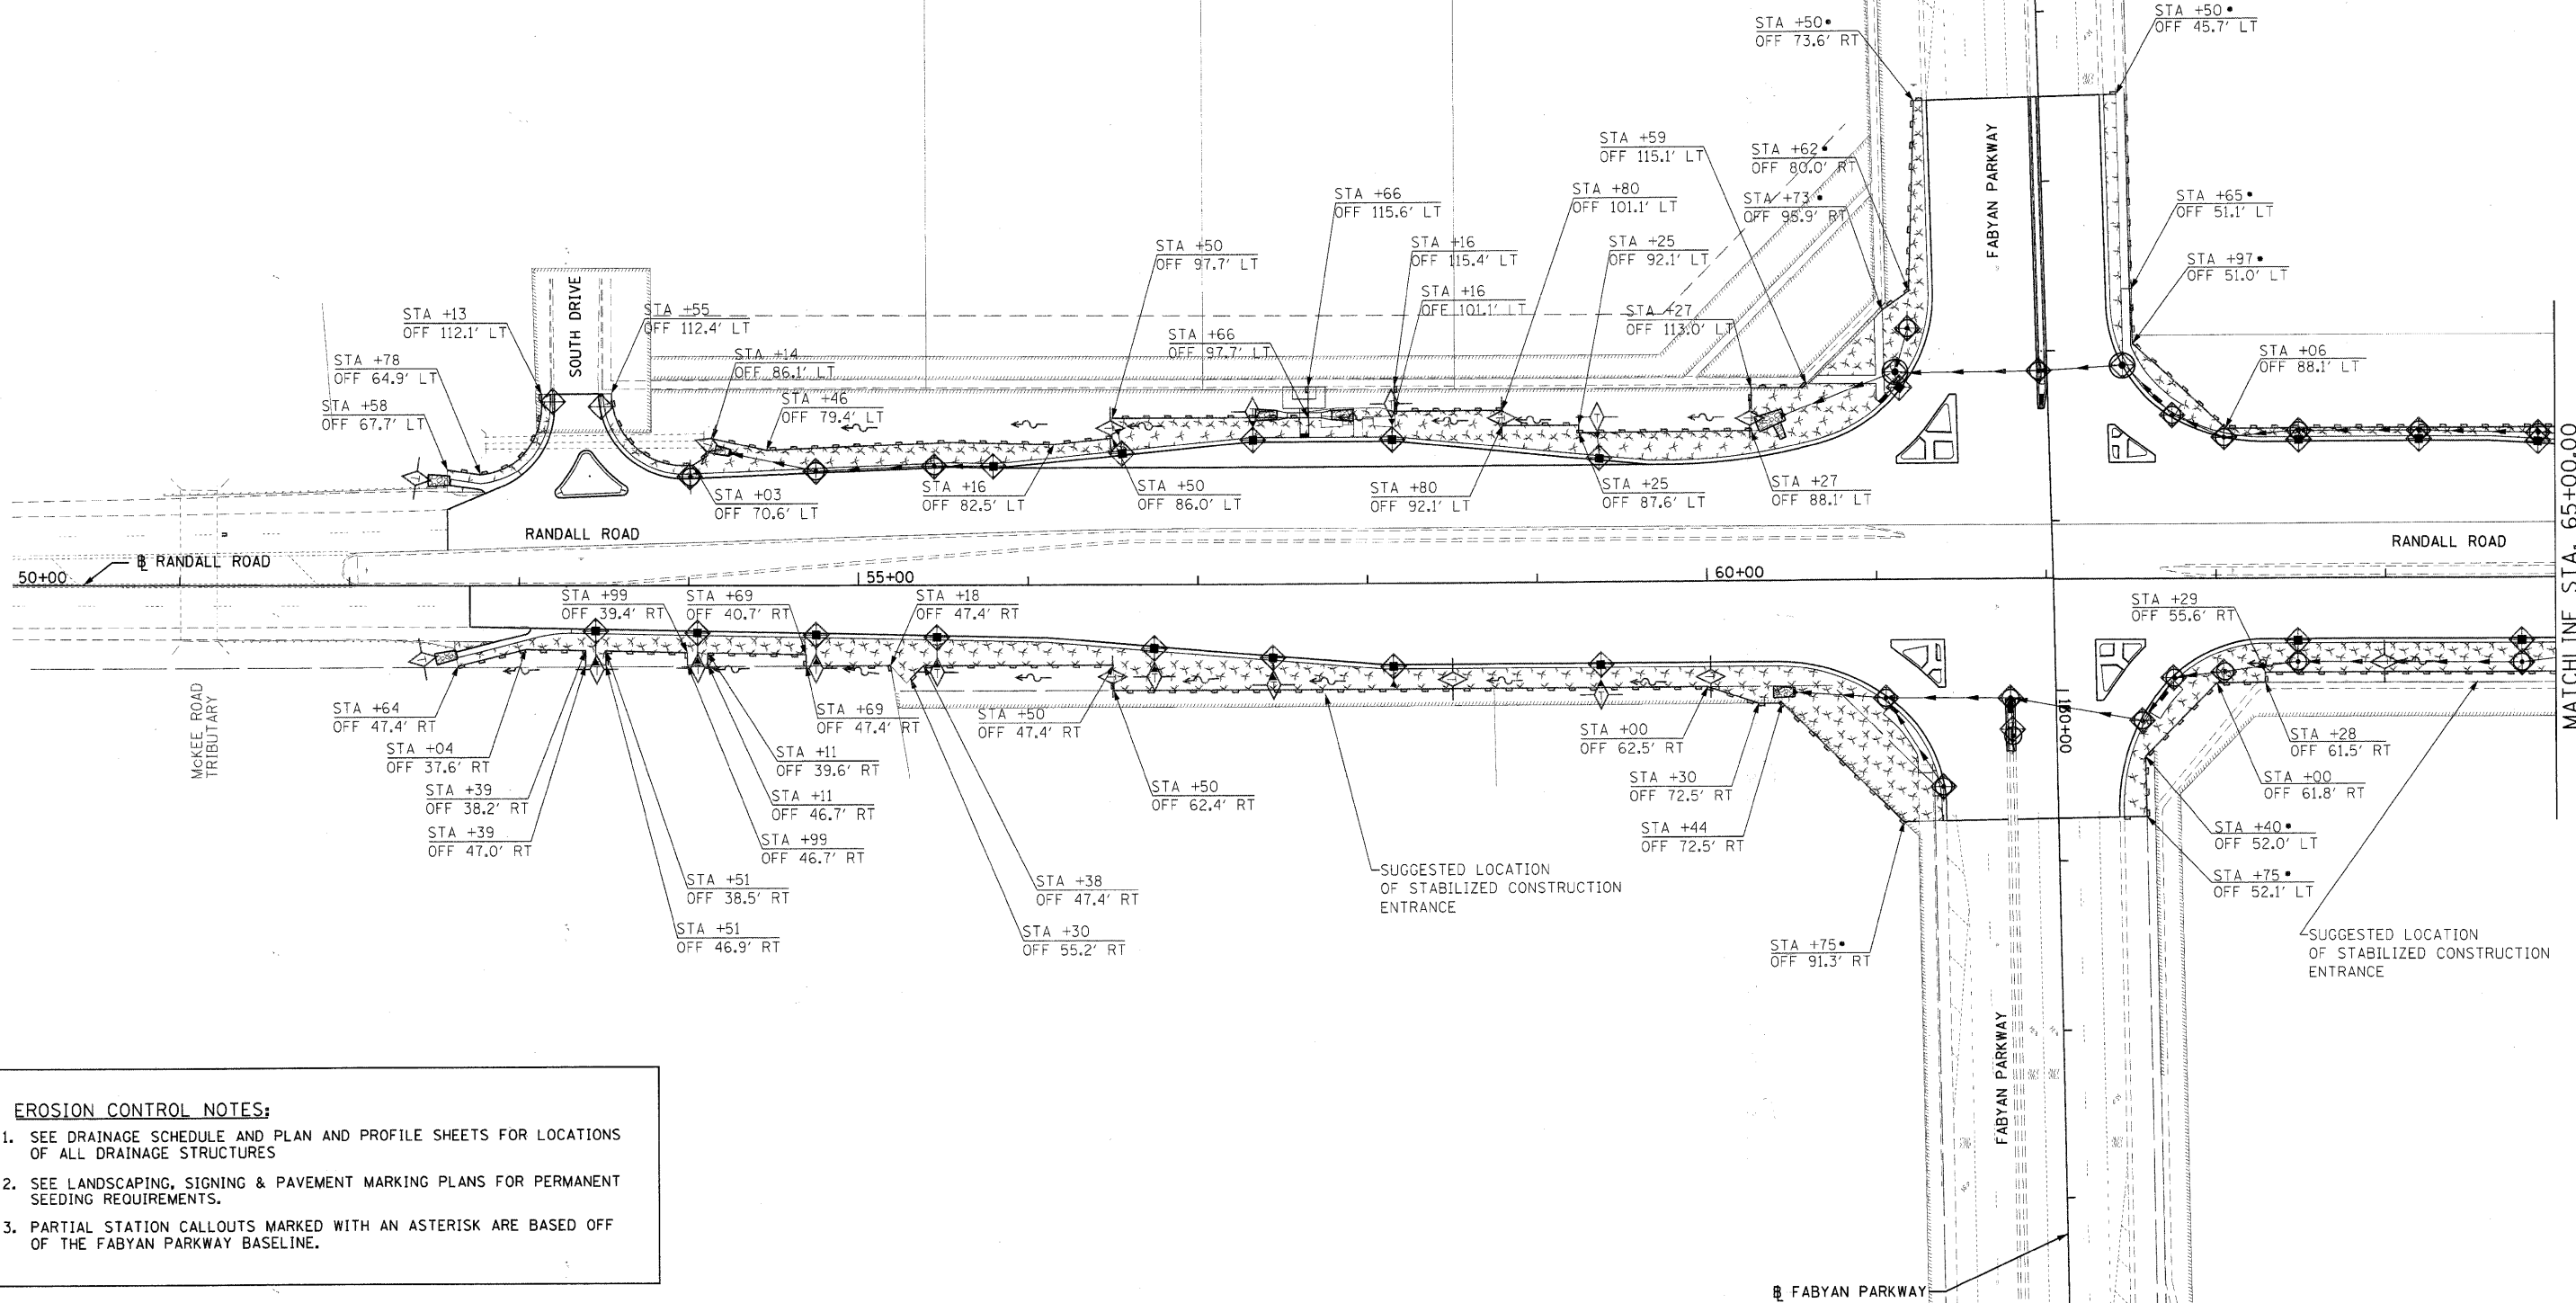 STA +50*
OFF 73.6' RT
STA +50*
OFF 45.7' LT
STA +59
OFF 115.1' LT
STA +62*
OFF 80.0' RT
STA +73*
OFF 95.9' RT
FABYAN PARKWAY
STA +66
OFF 115.6' LT
STA +80
OFF 101.1' LT
STA +65*
OFF 51.1' LT
STA +50
OFF 97.7' LT
STA +16
OFF 115.4' LT
STA +25
OFF 92.1' LT
STA +97*
OFF 51.0' LT
STA +16
OFF 101.1' LT
STA +13
OFF 112.1' LT
SOUTH DRIVE
STA +55
OFF 112.4' LT
STA +27
OFF 113.0' LT
STA +66
OFF 97.7' LT
STA +78
OFF 64.9' LT
STA +14
OFF 86.1' LT
STA +06
OFF 88.1' LT
STA +58
OFF 67.7' LT
STA +46
OFF 79.4' LT
STA +03
OFF 70.6' LT
STA +16
OFF 82.5' LT
STA +50
OFF 86.0' LT
STA +80
OFF 92.1' LT
STA +25
OFF 87.6' LT
STA +27
OFF 88.1' LT
RANDALL ROAD
RANDALL ROAD
MATCHLINE STA. 65+00.00
℄ RANDALL ROAD
50+00
55+00
60+00
STA +99
OFF 39.4' RT
STA +69
OFF 40.7' RT
STA +18
OFF 47.4' RT
STA +29
OFF 55.6' RT
McKEE ROAD
TRIBUTARY
STA +64
OFF 47.4' RT
STA +69
OFF 47.4' RT
STA +50
OFF 47.4' RT
STA +00
OFF 62.5' RT
150+00
STA +28
OFF 61.5' RT
STA +04
OFF 37.6' RT
STA +11
OFF 39.6' RT
STA +50
OFF 62.4' RT
STA +30
OFF 72.5' RT
STA +00
OFF 61.8' RT
STA +39
OFF 38.2' RT
STA +11
OFF 46.7' RT
STA +39
OFF 47.0' RT
STA +99
OFF 46.7' RT
STA +44
OFF 72.5' RT
STA +40*
OFF 52.0' LT
STA +51
OFF 38.5' RT
STA +38
OFF 47.4' RT
SUGGESTED LOCATION
OF STABILIZED CONSTRUCTION
ENTRANCE
STA +75*
OFF 52.1' LT
STA +51
OFF 46.9' RT
STA +30
OFF 55.2' RT
STA +75*
OFF 91.3' RT
SUGGESTED LOCATION
OF STABILIZED CONSTRUCTION
ENTRANCE
FABYAN PARKWAY
EROSION CONTROL NOTES:
1. SEE DRAINAGE SCHEDULE AND PLAN AND PROFILE SHEETS FOR LOCATIONS
OF ALL DRAINAGE STRUCTURES
2. SEE LANDSCAPING, SIGNING & PAVEMENT MARKING PLANS FOR PERMANENT
SEEDING REQUIREMENTS.
3. PARTIAL STATION CALLOUTS MARKED WITH AN ASTERISK ARE BASED OFF
OF THE FABYAN PARKWAY BASELINE.
℄ FABYAN PARKWAY